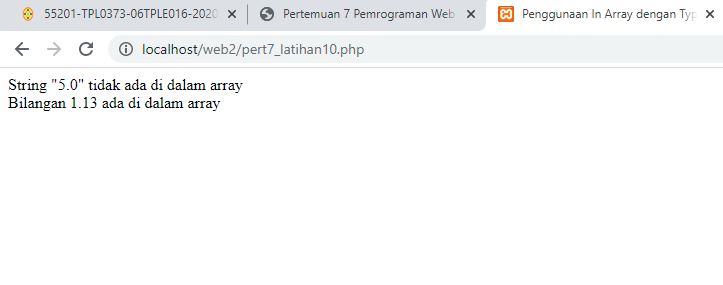 55201-TPL0373-06TPLE016-2020
Pertemuan 7 Pemrograman Web
Penggunaan In Array dengan Typ
localhost/web2/pert7_latihan10.php
String "5.0" tidak ada di dalam array
Bilangan 1.13 ada di dalam array